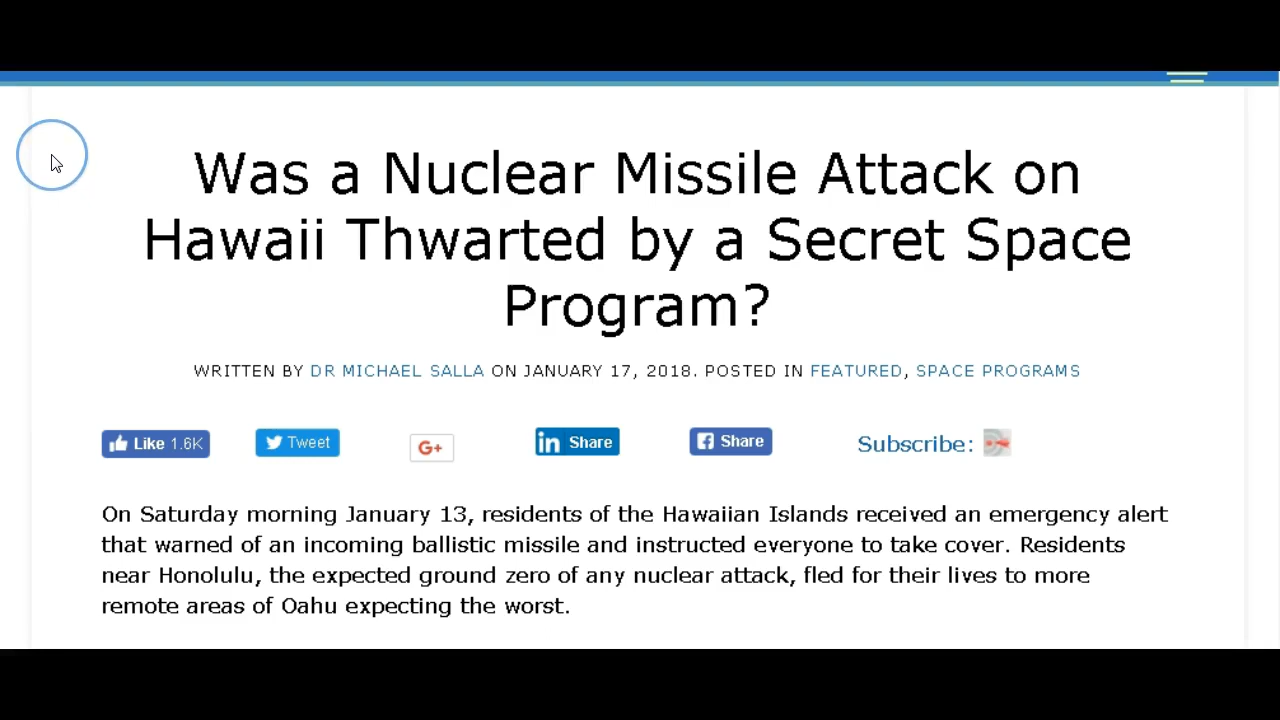 Was a Nuclear Missile Attack on
Hawaii Thwarted by a Secret Space
Program?
WRITTEN BY DR MICHAEL SALLA ON JANUARY 17, 2018. POSTED IN FEATURED, SPACE PROGRAMS
Like 1.6K Tweet G+ in Share Share Subscribe:
On Saturday morning January 13, residents of the Hawaiian Islands received an emergency alert
that warned of an incoming ballistic missile and instructed everyone to take cover. Residents
near Honolulu, the expected ground zero of any nuclear attack, fled for their lives to more
remote areas of Oahu expecting the worst.